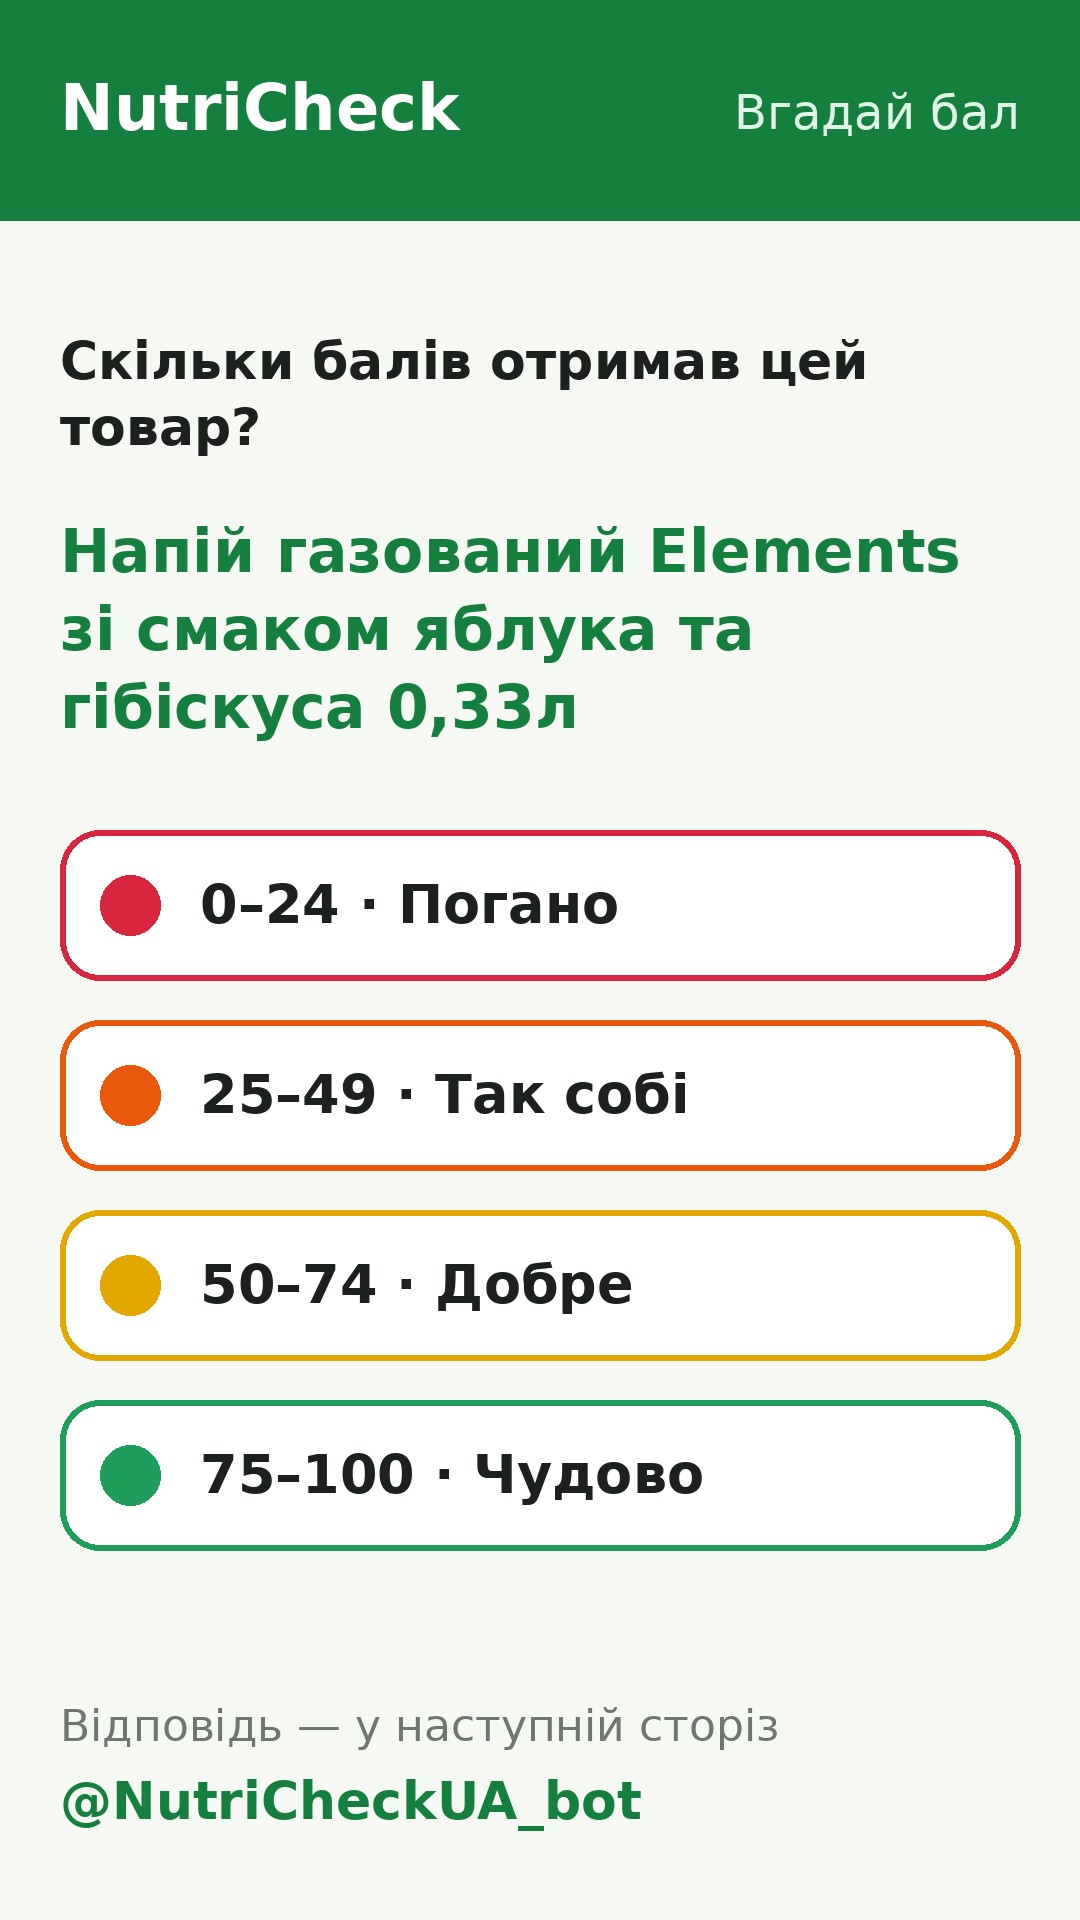 NutriCheck
Вгадай бал
Скільки балів отримав цей
товар?
Напій газований Elements
зі смаком яблука та
гібіскуса 0,33л
0–24 · Погано
25–49 · Так собі
50–74 · Добре
75–100 · Чудово
Відповідь — у наступній сторіз
@NutriCheckUA_bot